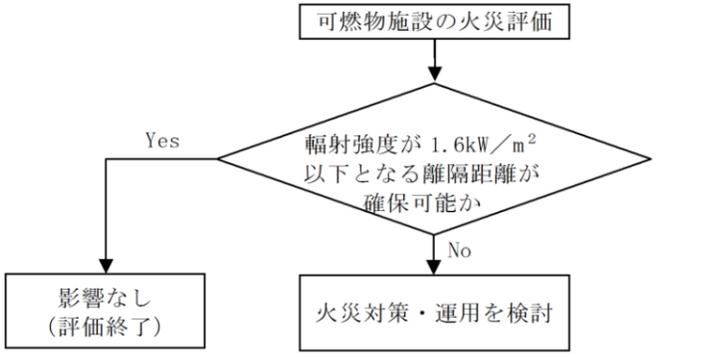 可燃物施設の火災評価
輻射強度が 1.6kW／m²
以下となる離隔距離が
確保可能か
Yes
No
影響なし
(評価終了)
火災対策・運用を検討